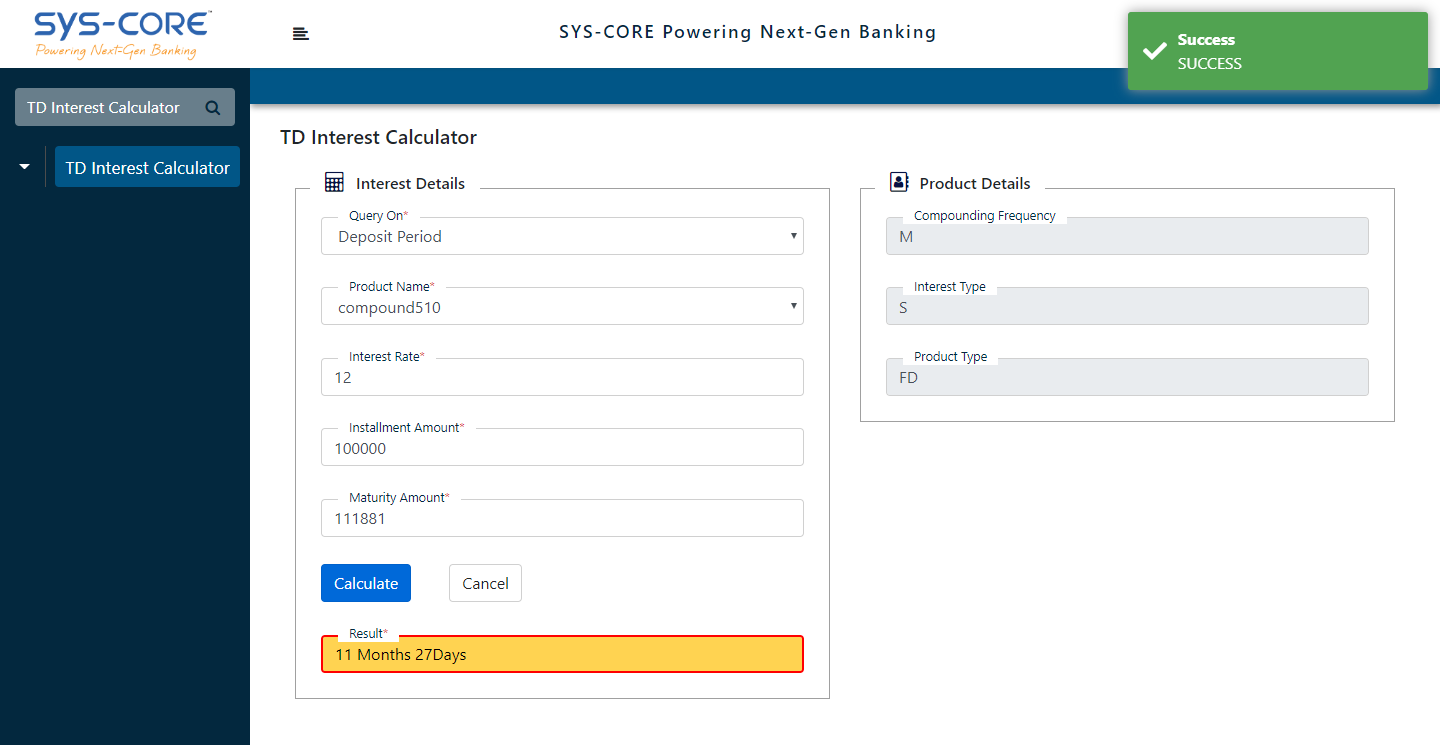 SYS-CORE™
Powering Next-Gen Banking
SYS-CORE Powering Next-Gen Banking
Success
SUCCESS
TD Interest Calculator
TD Interest Calculator
TD Interest Calculator
Interest Details
Query On*
Deposit Period
Product Name*
compound510
Interest Rate*
12
Installment Amount*
100000
Maturity Amount*
111881
Calculate
Cancel
Result*
11 Months 27Days
Product Details
Compounding Frequency
M
Interest Type
S
Product Type
FD